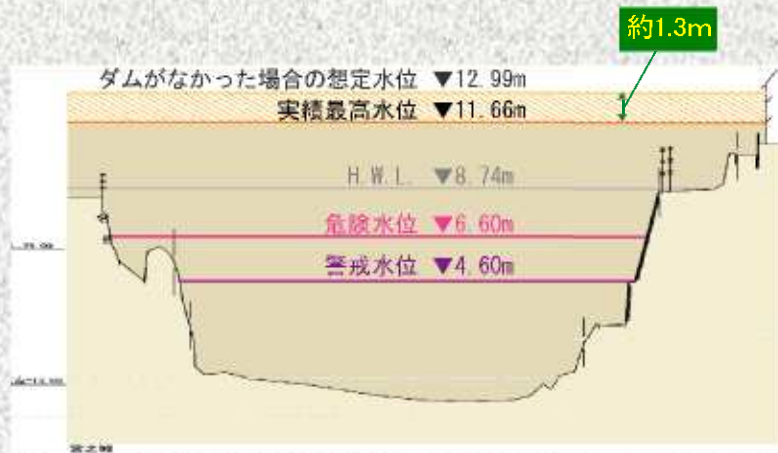 約1.3m
ダムがなかった場合の想定水位 ▼12.99m
実績最高水位 ▼11.66m
H.W.L. ▼8.74m
危険水位 ▼6.60m
警戒水位 ▼4.60m